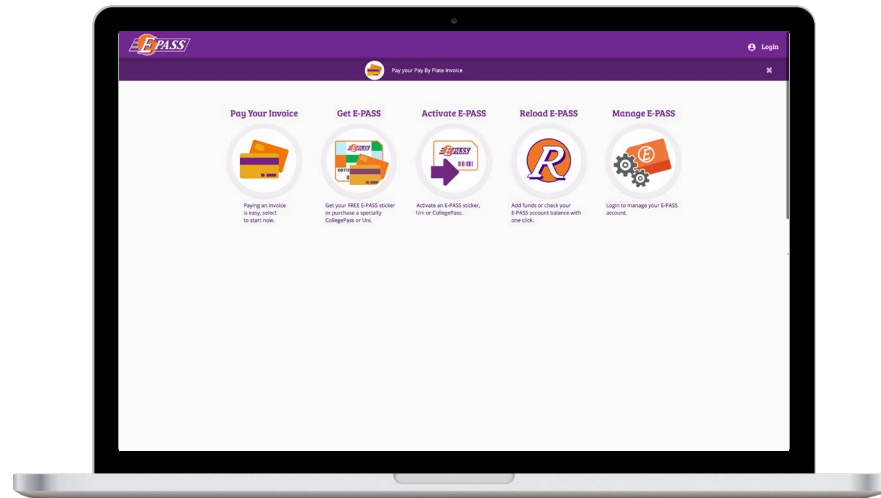 E PASS
Login
Pay your Pay By Plate Invoice
Pay Your Invoice
Get E-PASS
Activate E-PASS
Reload E-PASS
Manage E-PASS
E PASS
E PASS
R
E
Paying an invoice
is easy, select
to start now.
Get your FREE E-PASS sticker
or purchase a specialty
CollegePass or Uni.
Activate an E-PASS sticker,
Uni or CollegePass.
Add funds or check your
E-PASS account balance with
one click.
Login to manage your E-PASS
account.